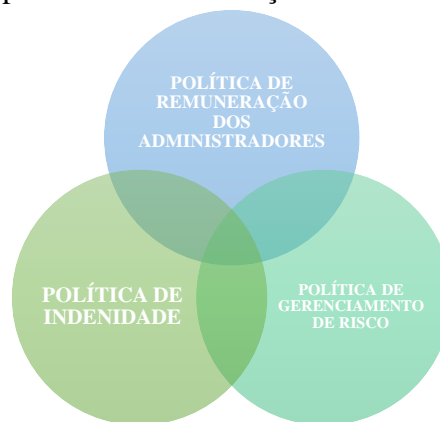 POLÍTICA DE
REMUNERAÇÃO
DOS
ADMINISTRADORES
POLÍTICA DE
INDENIDADE
POLÍTICA DE
GERENCIAMENTO
DE RISCO